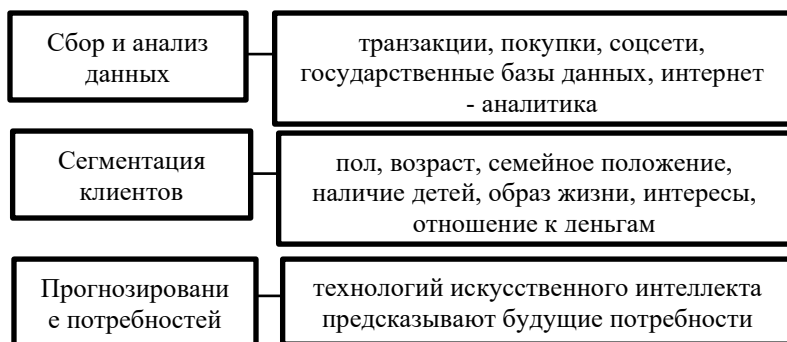 Сбор и анализ
данных
транзакции, покупки, соцсети,
государственные базы данных, интернет
- аналитика
Сегментация
клиентов
пол, возраст, семейное положение,
наличие детей, образ жизни, интересы,
отношение к деньгам
Прогнозировани
е потребностей
технологий искусственного интеллекта
предсказывают будущие потребности